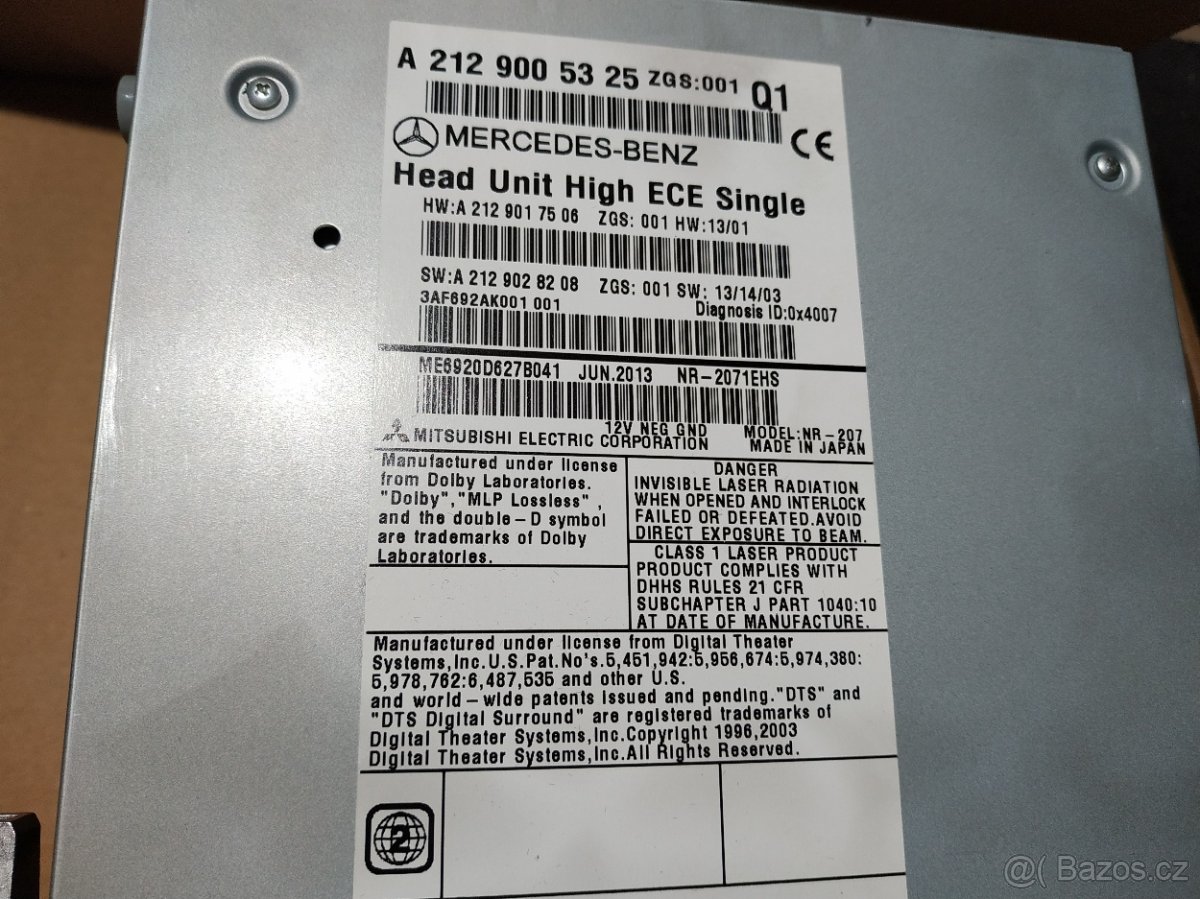 A 212 900 53 25 ZGS:001 Q1
MERCEDES-BENZ CE
Head Unit High ECE Single
HW:A 212 901 75 06 ZGS: 001 HW:13/01
SW:A 212 902 82 08 ZGS: 001 SW: 13/14/03
3AF692AK001 001 Diagnosis ID:0x4007
ME6920D627B041 JUN.2013 NR-2071EHS
12V NEG GND MODEL:NR-207
MITSUBISHI ELECTRIC CORPORATION MADE IN JAPAN
Manufactured under license
from Dolby Laboratories.
"Dolby","MLP Lossless",
and the double-D symbol
are trademarks of Dolby
Laboratories.
DANGER
INVISIBLE LASER RADIATION
WHEN OPENED AND INTERLOCK
FAILED OR DEFEATED.AVOID
DIRECT EXPOSURE TO BEAM.
CLASS 1 LASER PRODUCT
PRODUCT COMPLIES WITH
DHHS RULES 21 CFR
SUBCHAPTER J PART 1040:10
AT DATE OF MANUFACTURE.
Manufactured under license from Digital Theater
Systems,Inc.U.S.Pat.No's.5,451,942:5,956,674:5,974,380:
5,978,762:6,487,535 and other U.S.
and world-wide patents issued and pending."DTS" and
"DTS Digital Surround" are registered trademarks of
Digital Theater Systems,Inc.Copyright 1996,2003
Digital Theater Systems,Inc.All Rights Reserved.
2
@( Bazos.cz